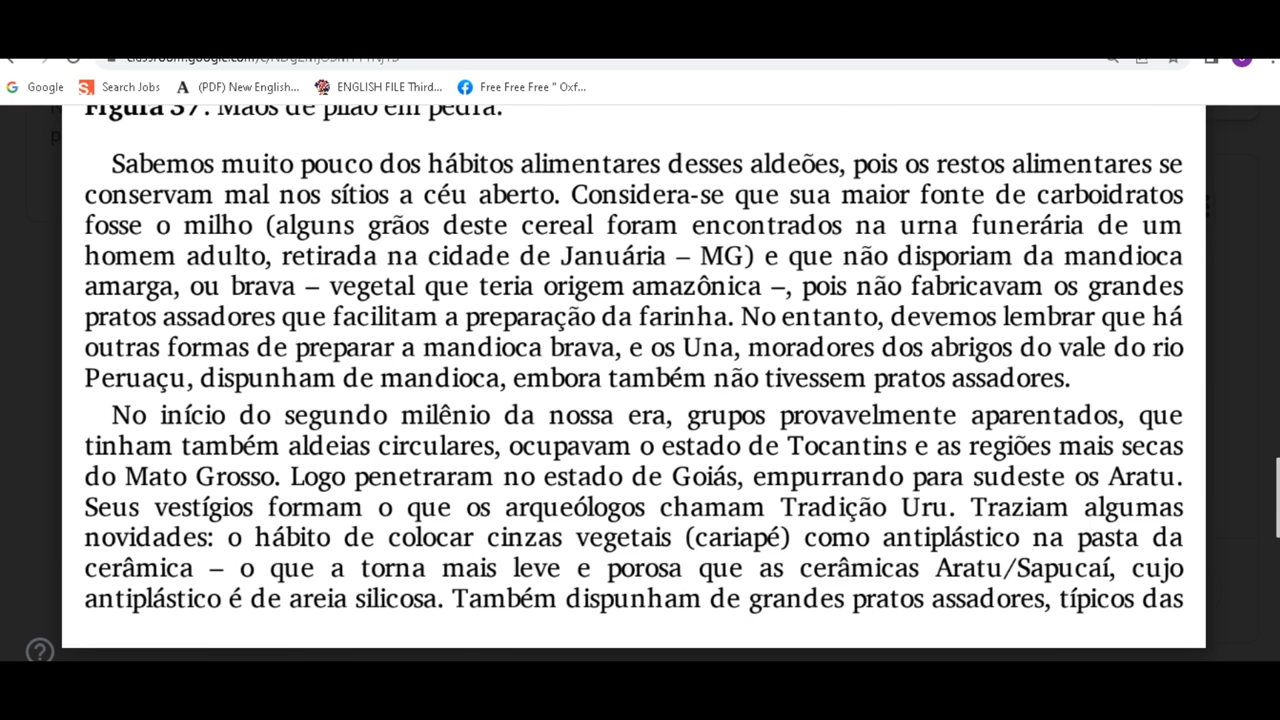 Google
Search Jobs
(PDF) New English...
ENGLISH FILE Third...
Free Free Free " Oxf...
Figura 37. Mãos de pilão em pedra.
Sabemos muito pouco dos hábitos alimentares desses aldeões, pois os restos alimentares se
conservam mal nos sítios a céu aberto. Considera-se que sua maior fonte de carboidratos
fosse o milho (alguns grãos deste cereal foram encontrados na urna funerária de um
homem adulto, retirada na cidade de Januária – MG) e que não disporiam da mandioca
amarga, ou brava – vegetal que teria origem amazônica –, pois não fabricavam os grandes
pratos assadores que facilitam a preparação da farinha. No entanto, devemos lembrar que há
outras formas de preparar a mandioca brava, e os Una, moradores dos abrigos do vale do rio
Peruaçu, dispunham de mandioca, embora também não tivessem pratos assadores.
No início do segundo milênio da nossa era, grupos provavelmente aparentados, que
tinham também aldeias circulares, ocupavam o estado de Tocantins e as regiões mais secas
do Mato Grosso. Logo penetraram no estado de Goiás, empurrando para sudeste os Aratu.
Seus vestígios formam o que os arqueólogos chamam Tradição Uru. Traziam algumas
novidades: o hábito de colocar cinzas vegetais (cariapé) como antiplástico na pasta da
cerâmica – o que a torna mais leve e porosa que as cerâmicas Aratu/Sapucaí, cujo
antiplástico é de areia silicosa. Também dispunham de grandes pratos assadores, típicos das